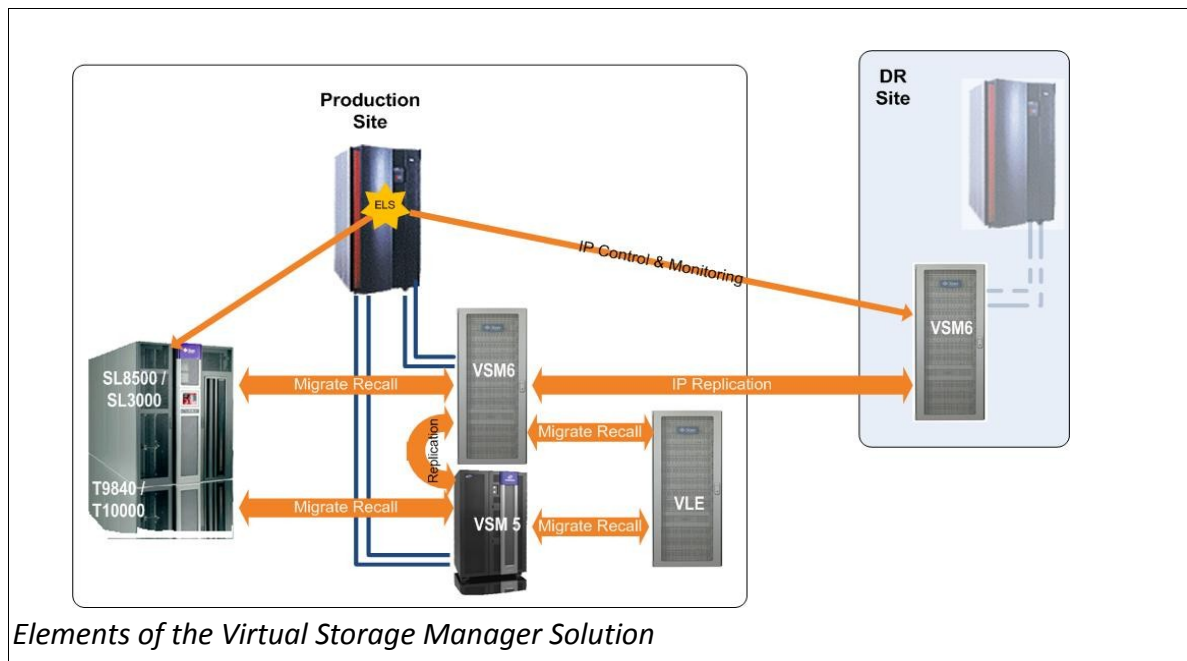 Production
Site
DR
Site
ELS
IP Control & Monitoring
VSM6
SL8500 /
SL3000
Migrate Recall
VSM6
IP Replication
Migrate Recall
Replication
T9840 /
T10000
Migrate Recall
VSM 5
Migrate Recall
VLE
Elements of the Virtual Storage Manager Solution